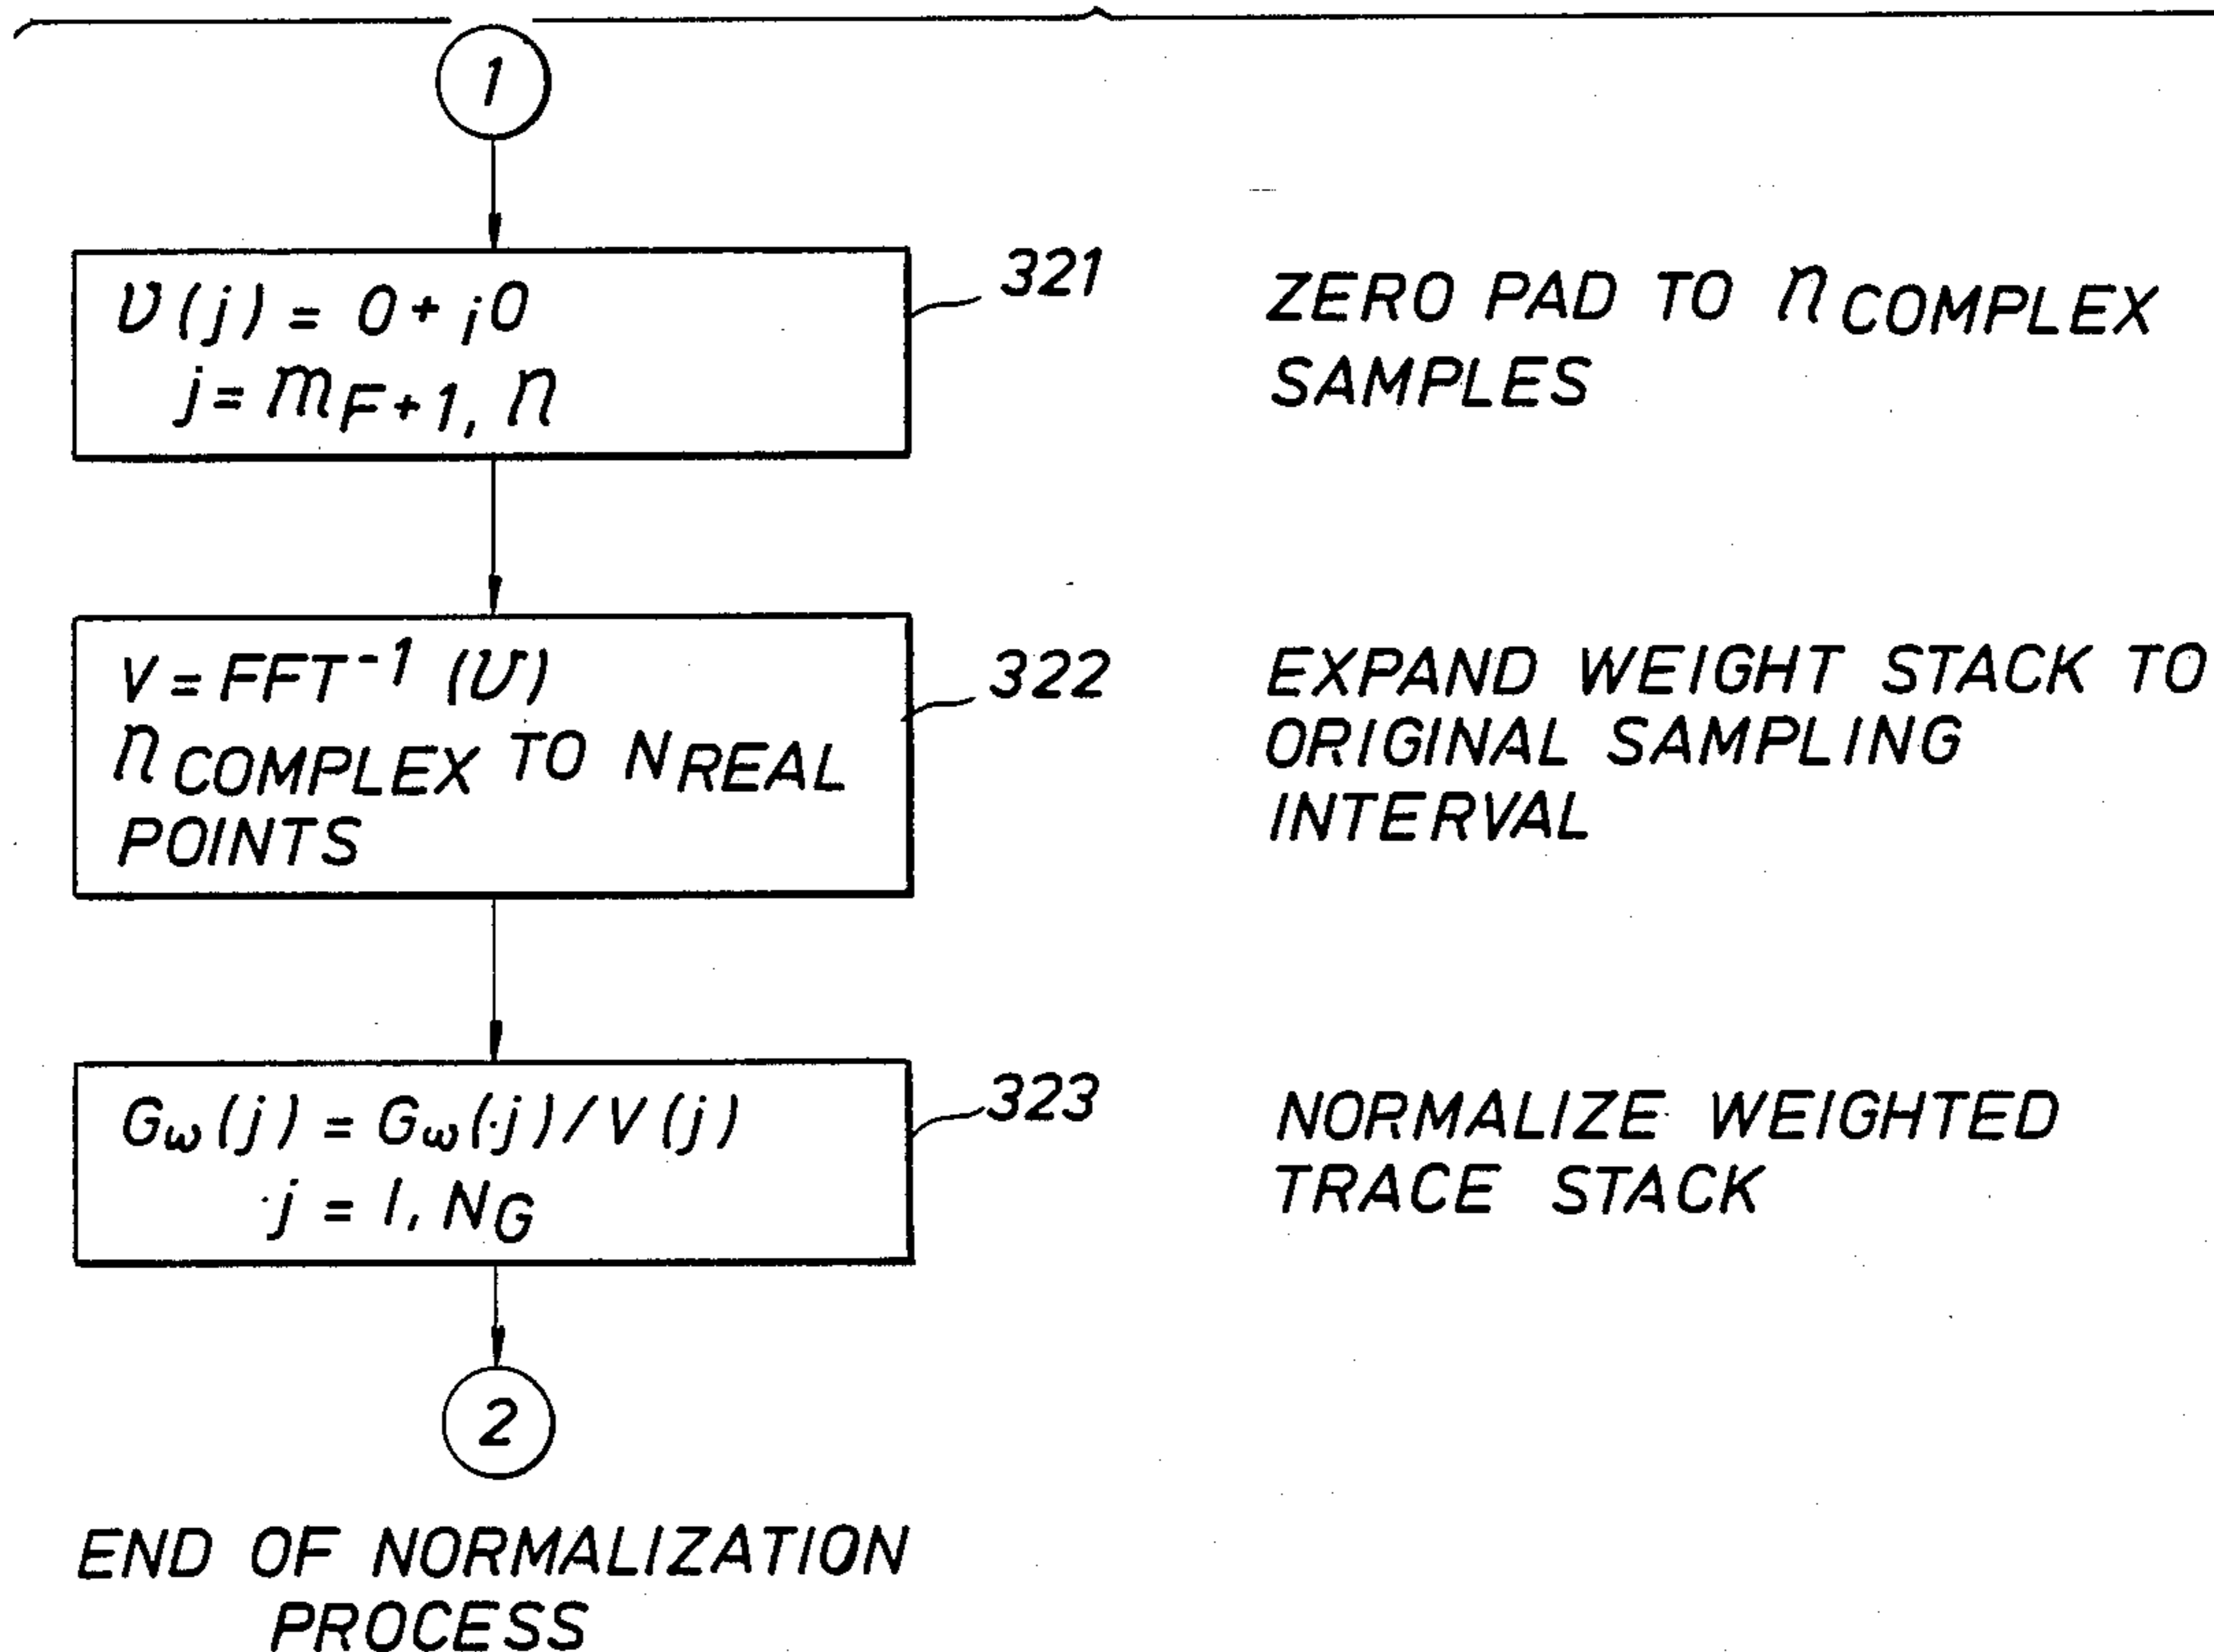 1
υ(j) = 0 + i0
j = mF+1, n
321
ZERO PAD TO n COMPLEX
SAMPLES
V = FFT⁻¹ (υ)
n COMPLEX TO N REAL
POINTS
322
EXPAND WEIGHT STACK TO
ORIGINAL SAMPLING
INTERVAL
Gω(j) = Gω(j) / V(j)
j = 1, NG
323
NORMALIZE WEIGHTED
TRACE STACK
2
END OF NORMALIZATION
PROCESS